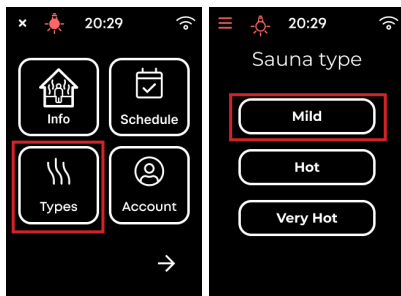 × 20:29
Info
Schedule
Types
Account
20:29
Sauna type
Mild
Hot
Very Hot